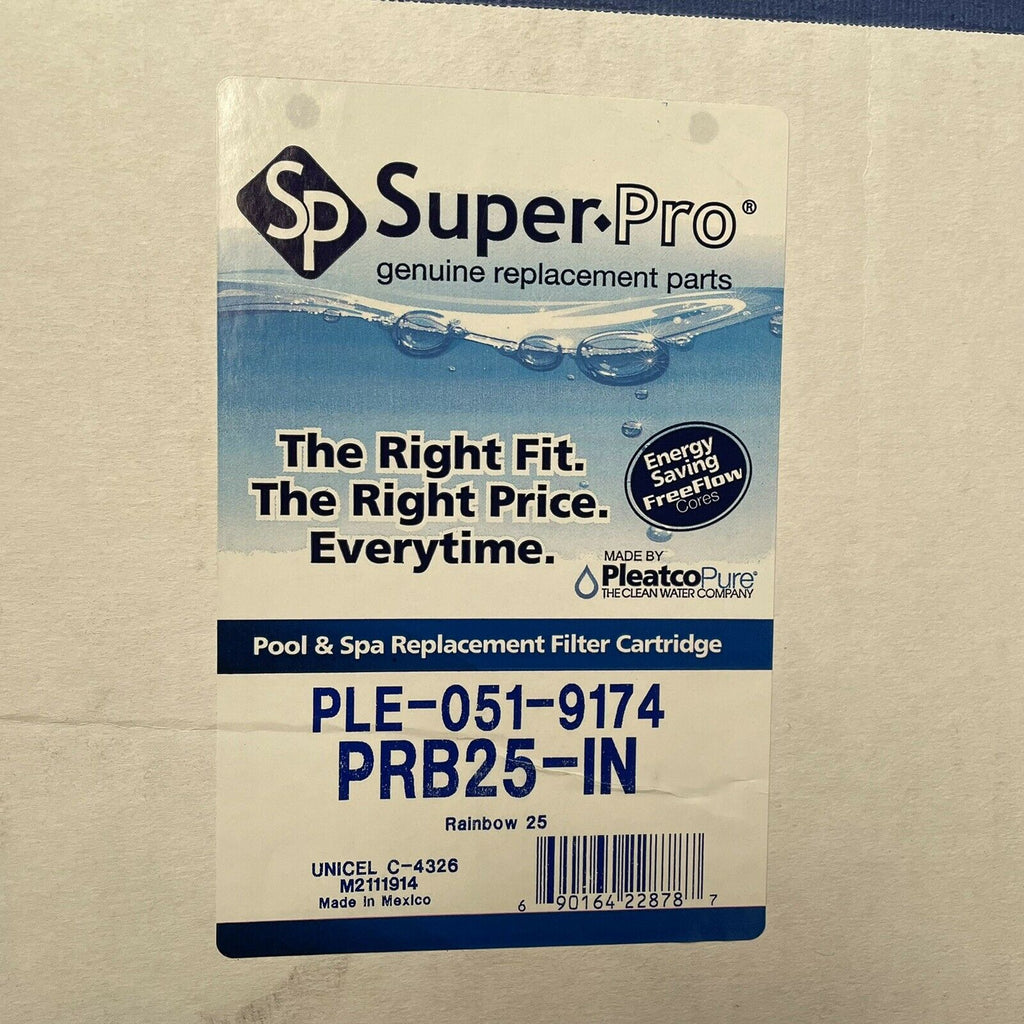 SP Super·Pro®
genuine replacement parts
The Right Fit.
The Right Price.
Everytime.
Energy
Saving
FreeFlow
Cores
MADE BY
PleatcoPure®
THE CLEAN WATER COMPANY
Pool & Spa Replacement Filter Cartridge
PLE-051-9174
PRB25-IN
Rainbow 25
UNICEL C-4326
M2111914
Made in Mexico
6 90164 22878 7